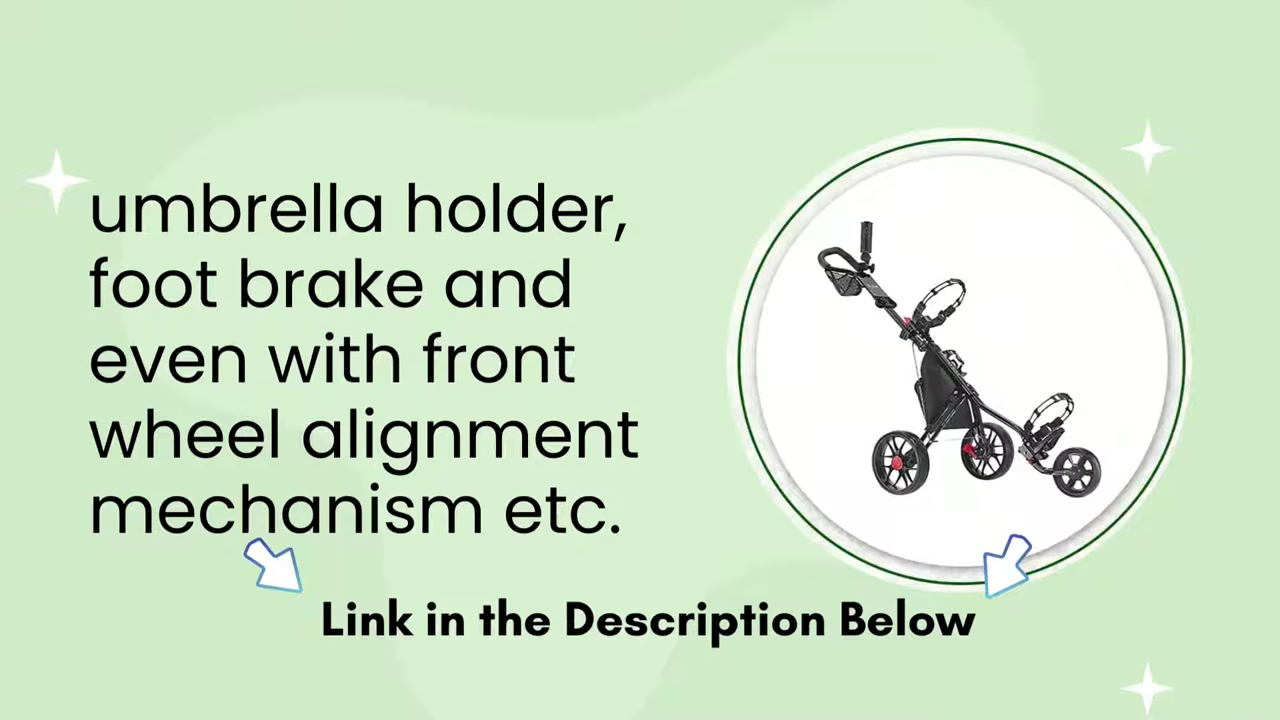 umbrella holder,
foot brake and
even with front
wheel alignment
mechanism etc.
Link in the Description Below